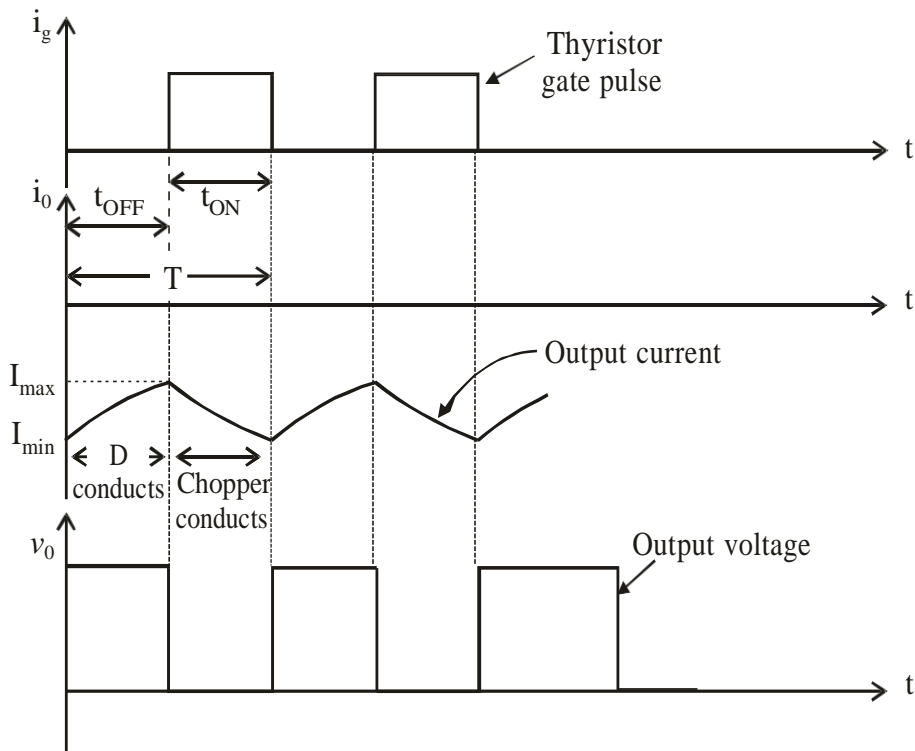 i_g
Thyristor
gate pulse
t
i_0
t_OFF
t_ON
T
t
Output current
I_max
I_min
D
conducts
Chopper
conducts
v_0
Output voltage
t